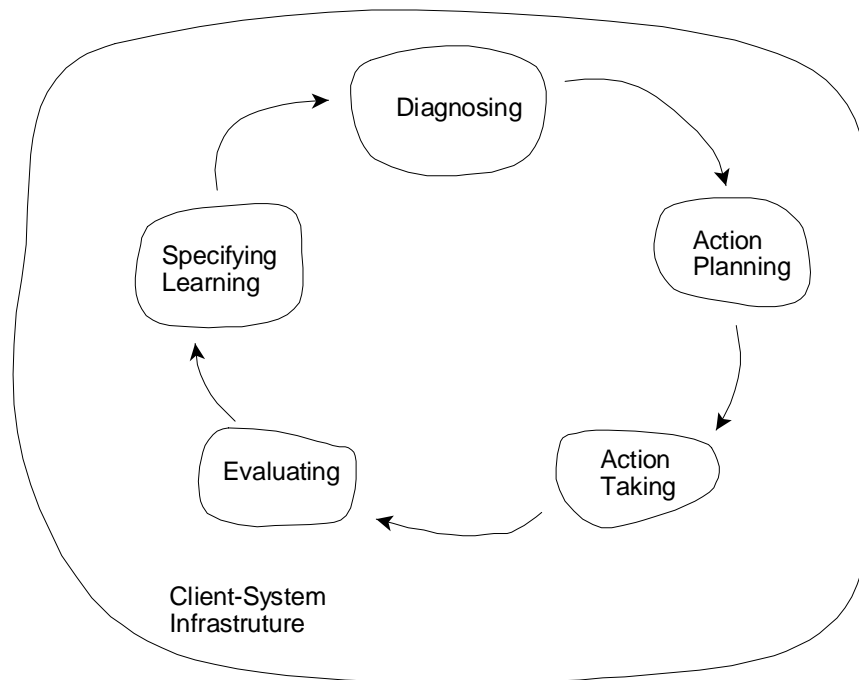 Diagnosing
Action
Planning
Action
Taking
Evaluating
Specifying
Learning
Client-System
Infrastruture